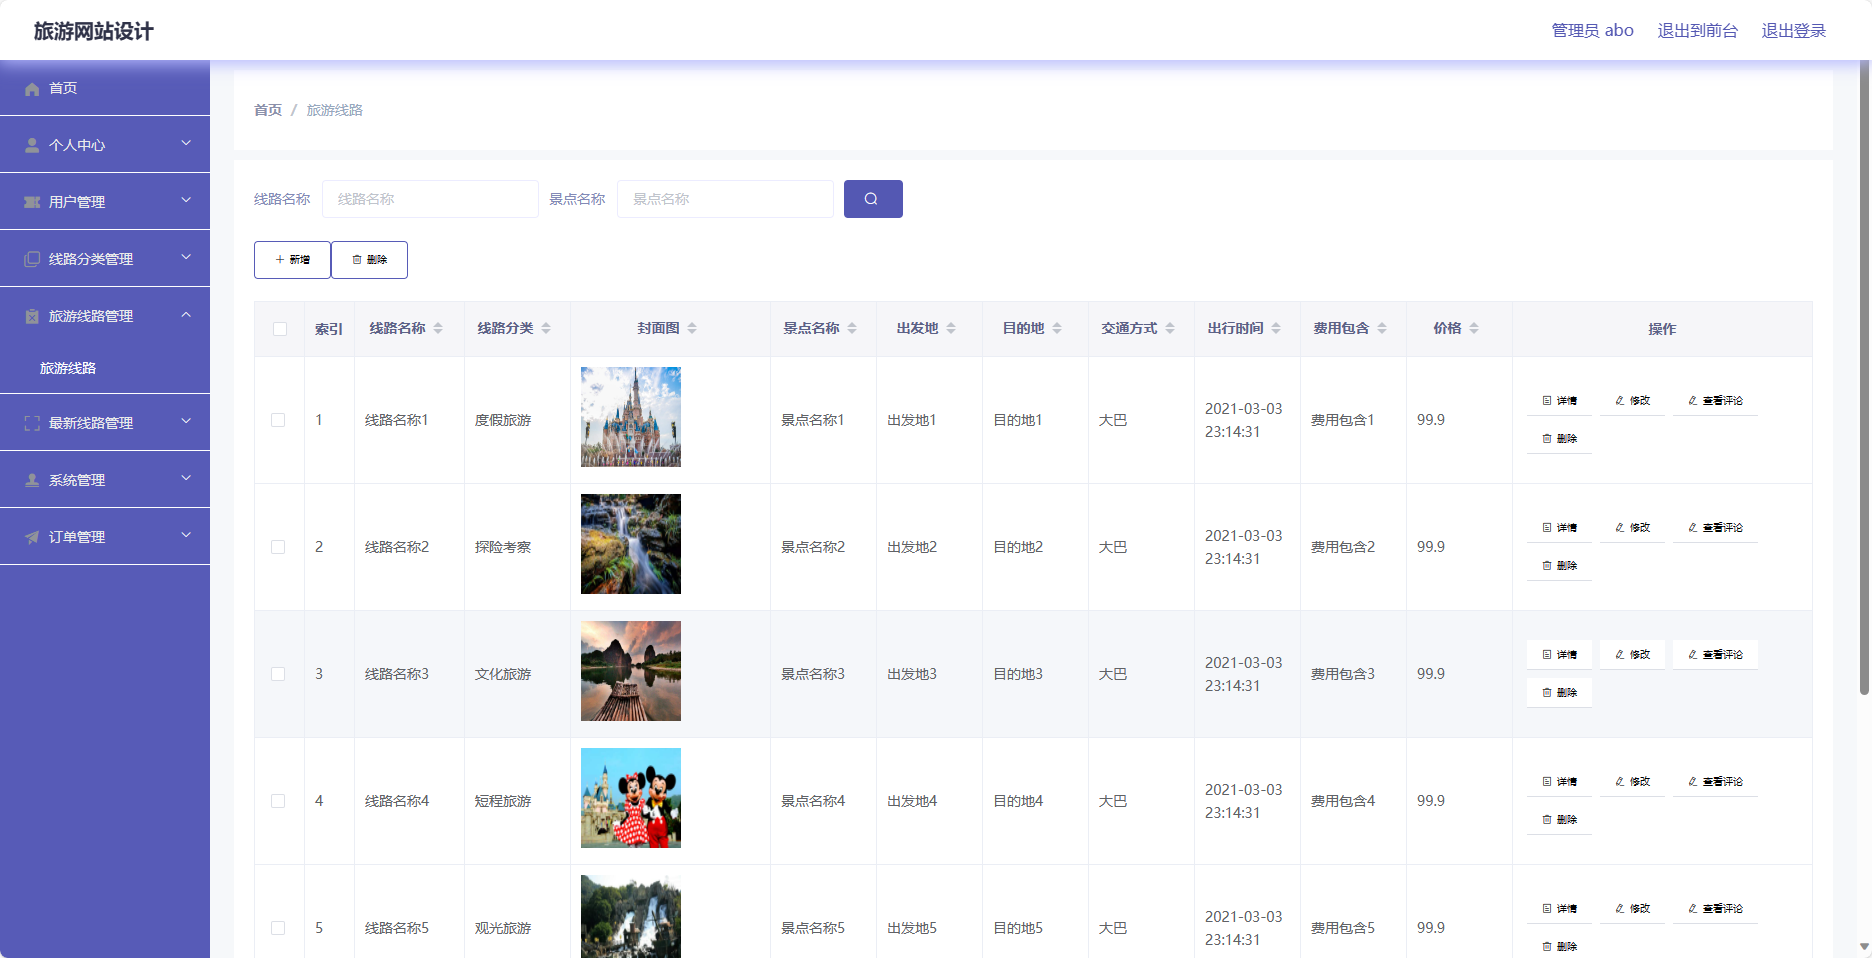 旅游网站设计
管理员 abo 退出到前台 退出登录
首页
个人中心
用户管理
线路分类管理
旅游线路管理
旅游线路
最新线路管理
系统管理
订单管理
首页 / 旅游线路
线路名称 线路名称 景点名称 景点名称
新增 删除
索引 线路名称 线路分类 封面图 景点名称 出发地 目的地 交通方式 出行时间 费用包含 价格 操作
1 线路名称1 度假旅游 景点名称1 出发地1 目的地1 大巴 2021-03-03 23:14:31 费用包含1 99.9 详情 修改 查看评论
删除
2 线路名称2 探险考察 景点名称2 出发地2 目的地2 大巴 2021-03-03 23:14:31 费用包含2 99.9 详情 修改 查看评论
删除
3 线路名称3 文化旅游 景点名称3 出发地3 目的地3 大巴 2021-03-03 23:14:31 费用包含3 99.9 详情 修改 查看评论
删除
4 线路名称4 短程旅游 景点名称4 出发地4 目的地4 大巴 2021-03-03 23:14:31 费用包含4 99.9 详情 修改 查看评论
删除
5 线路名称5 观光旅游 景点名称5 出发地5 目的地5 大巴 2021-03-03 23:14:31 费用包含5 99.9 详情 修改 查看评论
删除